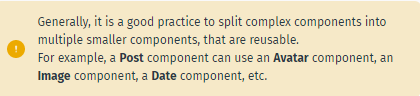 Generally, it is a good practice to split complex components into
multiple smaller components, that are reusable.
For example, a Post component can use an Avatar component, an
Image component, a Date component, etc.